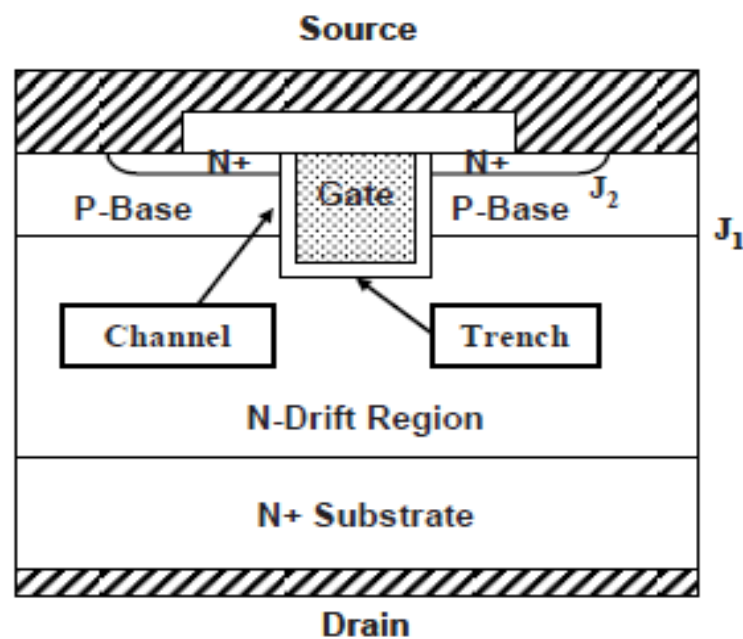 Source
N+ N+
Gate
P-Base P-Base J₂
J₁
Channel Trench
N-Drift Region
N+ Substrate
Drain